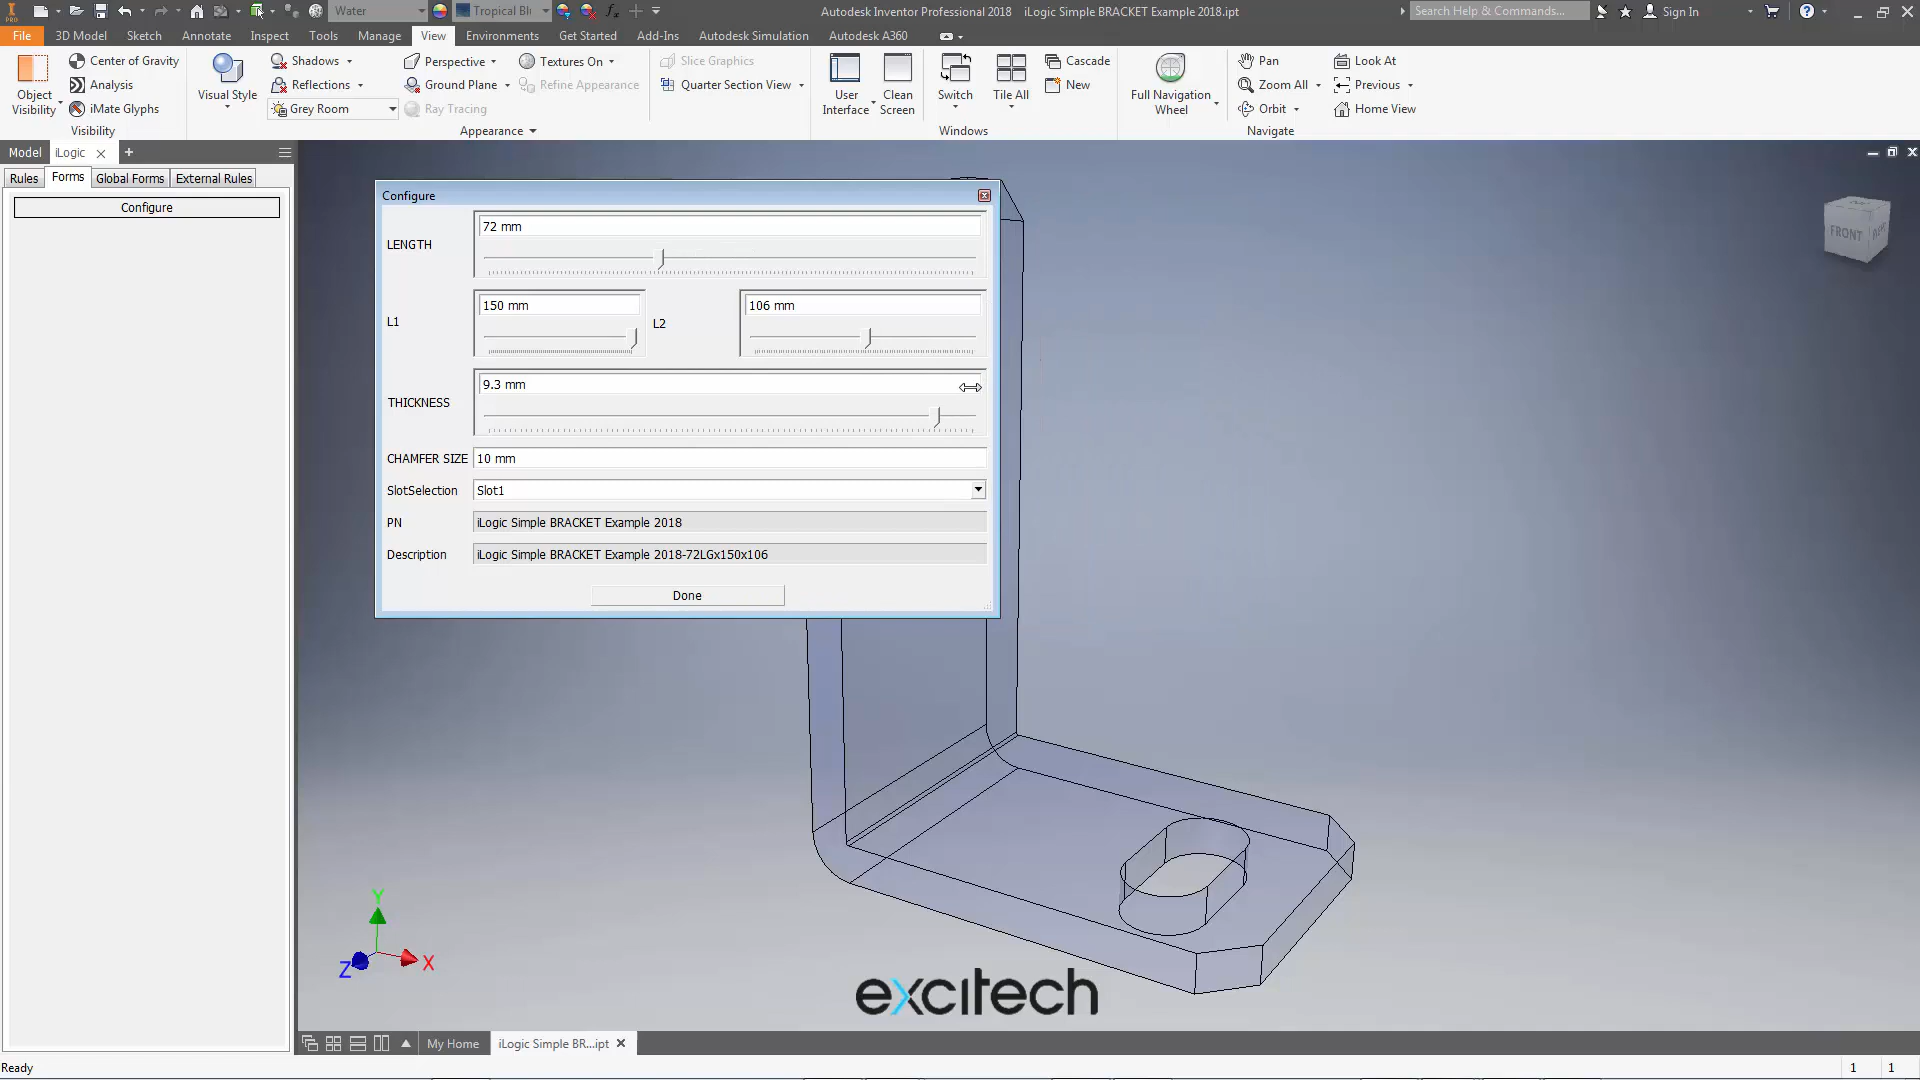 Water
Tropical Bl
Autodesk Inventor Professional 2018 iLogic Simple BRACKET Example 2018.ipt
Search Help & Commands...
Sign In
PRO
File 3D Model Sketch Annotate Inspect Tools Manage View Environments Get Started Add-Ins Autodesk Simulation Autodesk A360
Object Visibility
Center of Gravity
Analysis
iMate Glyphs
Visibility
Visual Style
Shadows
Reflections
Grey Room
Perspective
Ground Plane
Ray Tracing
Textures On
Refine Appearance
Appearance
Slice Graphics
Quarter Section View
User Interface
Clean Screen
Switch
Tile All
Cascade
New
Windows
Full Navigation Wheel
Pan
Zoom All
Orbit
Look At
Previous
Home View
Navigate
Model iLogic
Rules Forms Global Forms External Rules
Configure
Configure
LENGTH
72 mm
L1
150 mm
L2
106 mm
THICKNESS
9.3 mm
CHAMFER SIZE 10 mm
SlotSelection Slot1
PN iLogic Simple BRACKET Example 2018
Description iLogic Simple BRACKET Example 2018-72LGx150x106
Done
FRONT
Y
Z
X
excitech
My Home
iLogic Simple BR...ipt
Ready
1 1